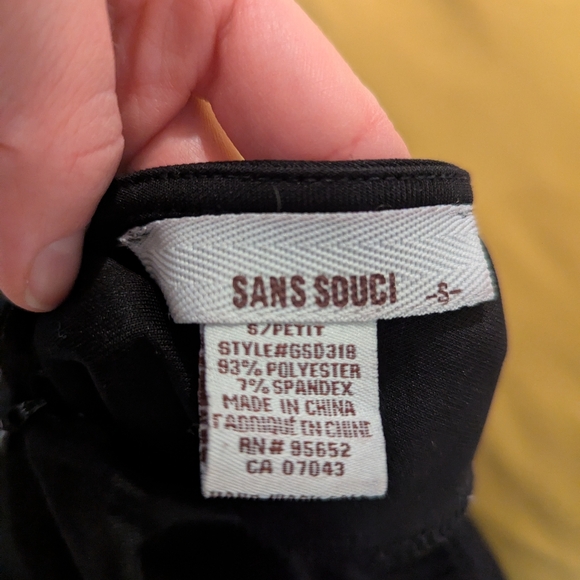 SANS SOUCI -S-
S/PETIT
STYLE#GSD318
93% POLYESTER
7% SPANDEX
MADE IN CHINA
FABRIQUE EN CHINE
RN# 95652
CA 07043